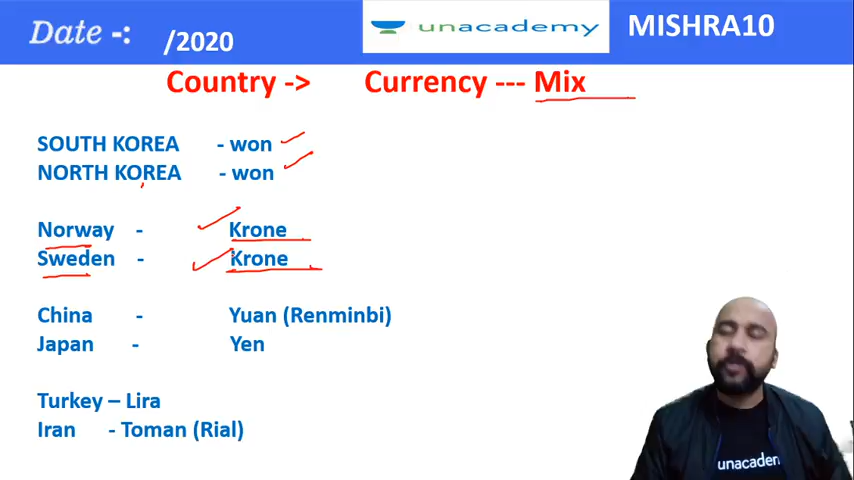 Date -: /2020 unacademy MISHRA10
Country -> Currency --- Mix
SOUTH KOREA - won
NORTH KOREA - won
Norway - Krone
Sweden - Krone
China - Yuan (Renminbi)
Japan - Yen
Turkey – Lira
Iran - Toman (Rial)
unacadem